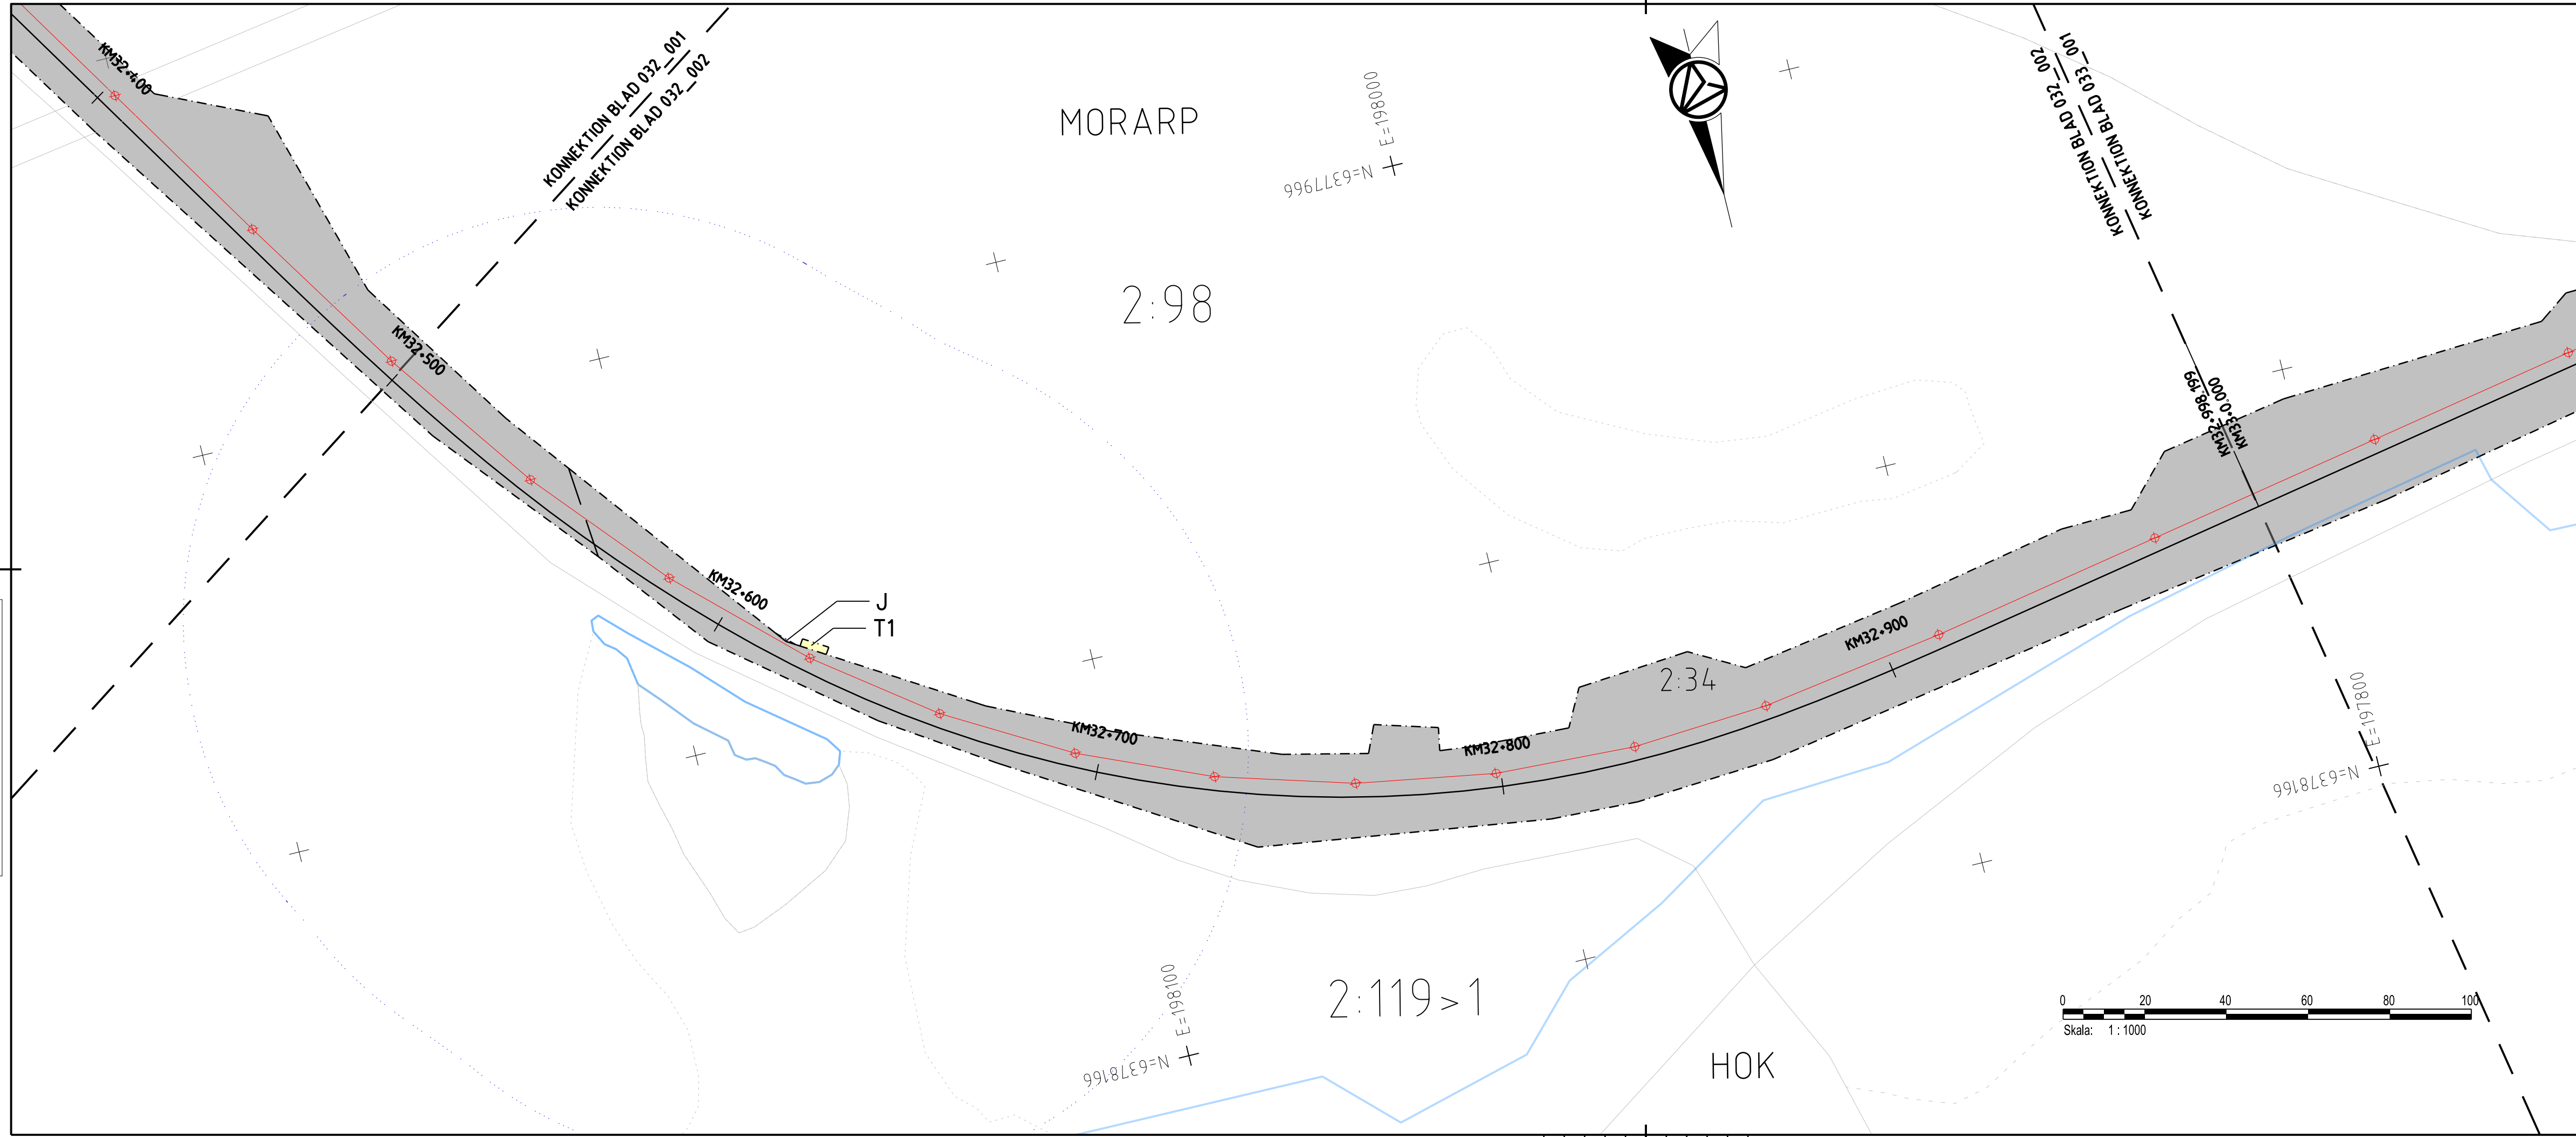 KM32+400
KONNEKTION BLAD 032_001
KONNEKTION BLAD 032_002
MORARP
E=198000
N=6377966
KONNEKTION BLAD 032_002
KONNEKTION BLAD 033_001
2:98
KM32+500
KM32+998.199
KM33+0.000
KM32+600
J
T1
KM32+700
KM32+800
2:34
KM32+900
E=197800
N=6378166
E=198100
N=6378166
2:119>1
HOK
0 20 40 60 80 100
Skala: 1 : 1000